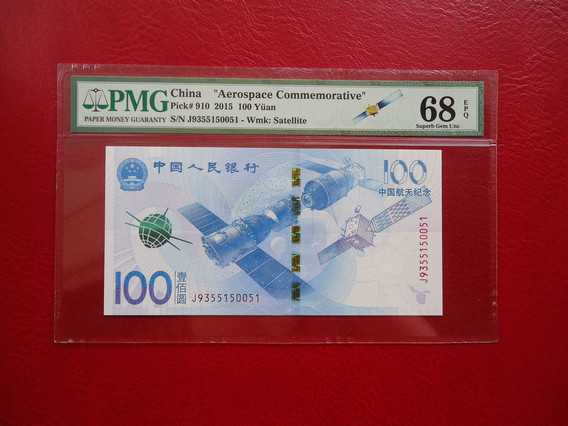 PMG
PAPER MONEY GUARANTY
China "Aerospace Commemorative"
Pick# 910 2015 100 Yüan
S/N J9355150051 - Wmk: Satellite
68 EPQ
Superb Gem Unc
中国人民银行
100
中国航天纪念
J9355150051
100
壹佰圆
J9355150051